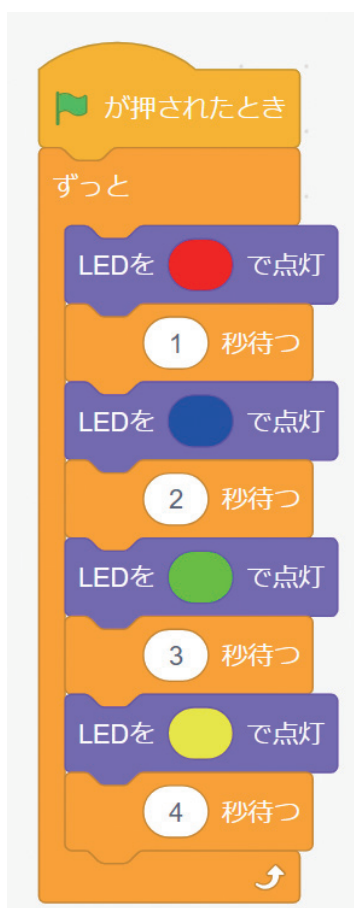 が押されたとき
ずっと
LEDを で点灯
1 秒待つ
LEDを で点灯
2 秒待つ
LEDを で点灯
3 秒待つ
LEDを で点灯
4 秒待つ